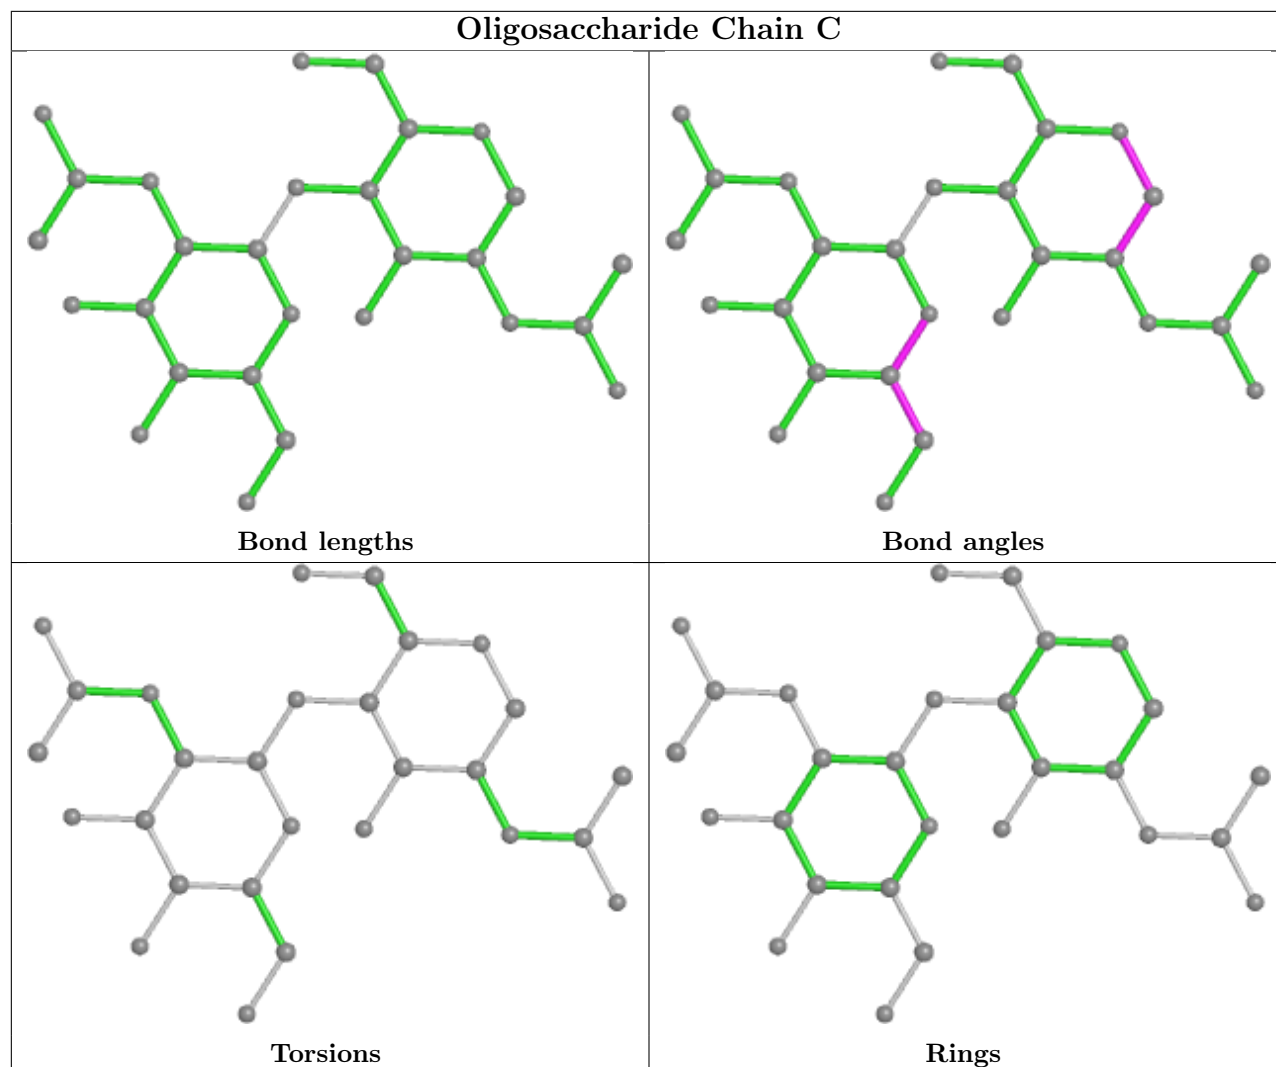 Oligosaccharide Chain C
Bond lengths
Bond angles
Torsions
Rings